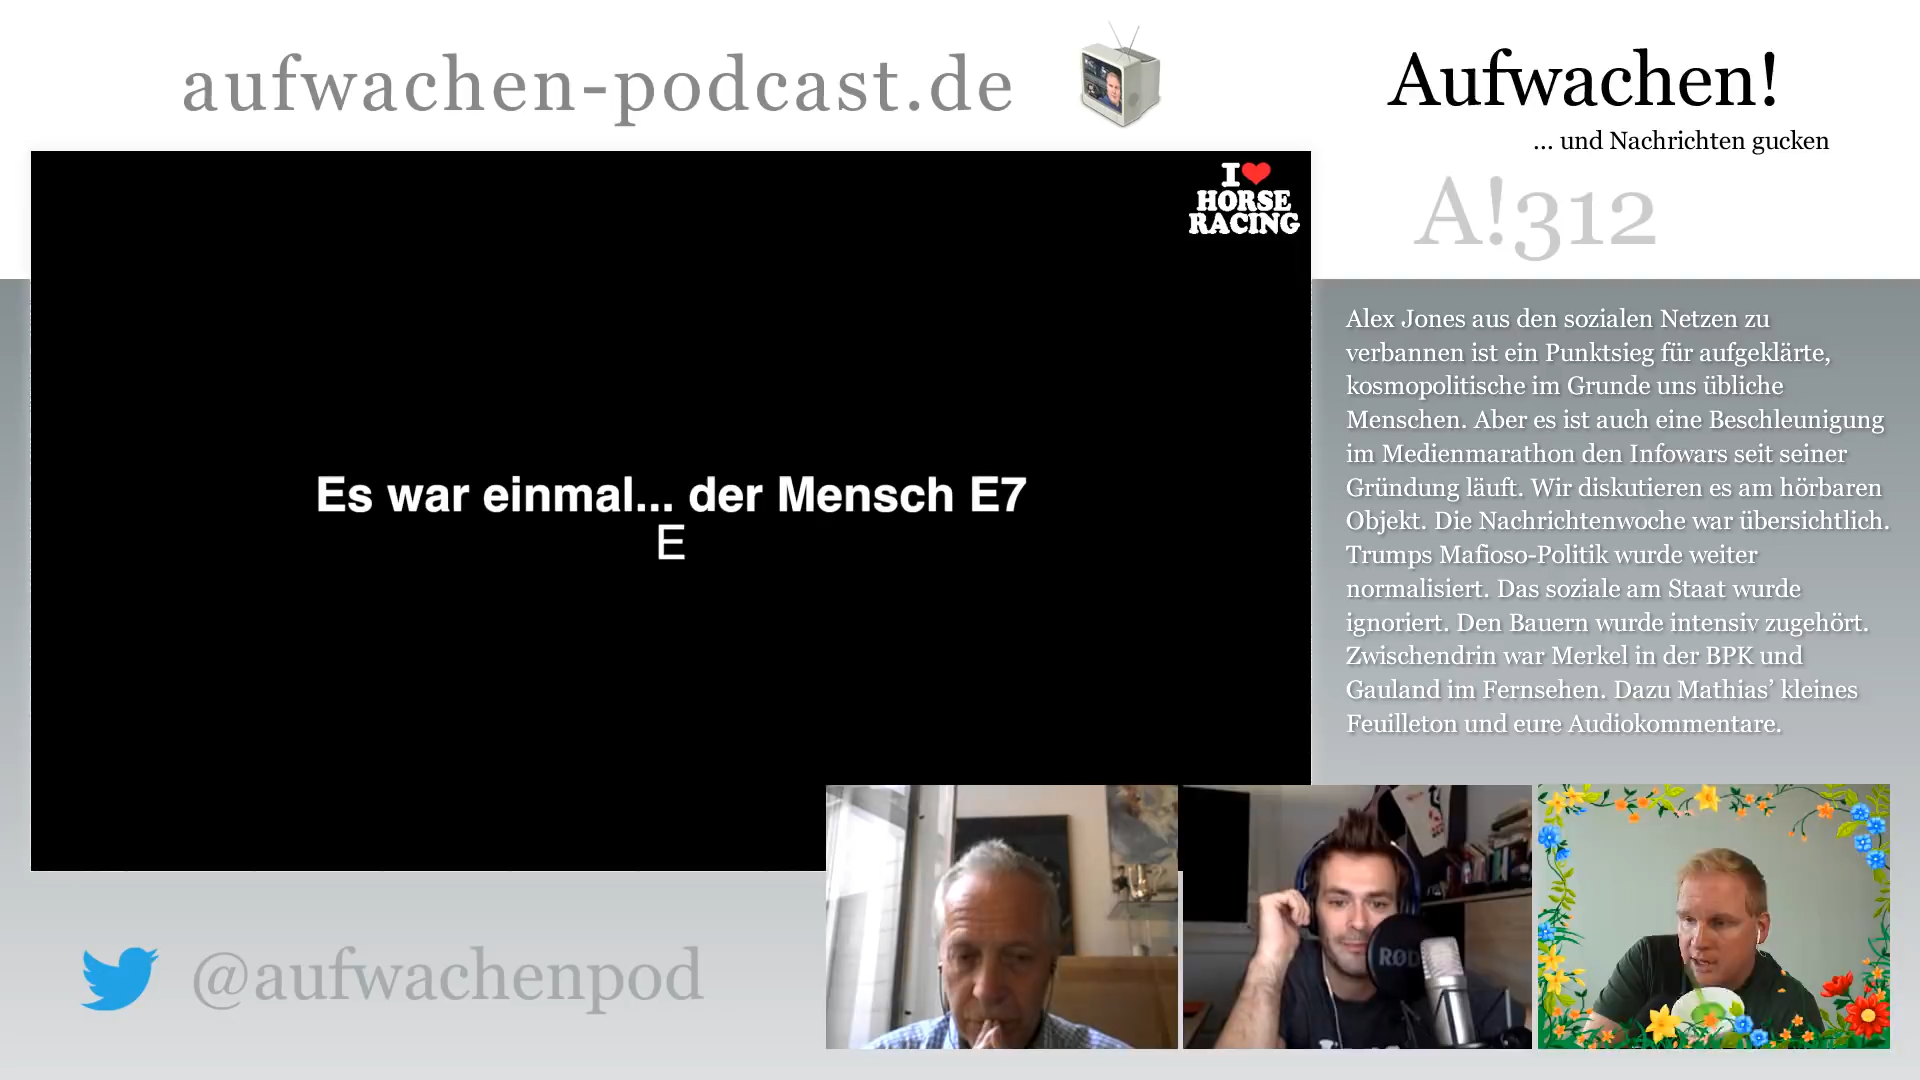 aufwachen-podcast.de
Aufwachen!
... und Nachrichten gucken
A!312
I
HORSE
RACING
Es war einmal... der Mensch E7
E
Alex Jones aus den sozialen Netzen zu
verbannen ist ein Punktsieg für aufgeklärte,
kosmopolitische im Grunde uns übliche
Menschen. Aber es ist auch eine Beschleunigung
im Medienmarathon den Infowars seit seiner
Gründung läuft. Wir diskutieren es am hörbaren
Objekt. Die Nachrichtenwoche war übersichtlich.
Trumps Mafioso-Politik wurde weiter
normalisiert. Das soziale am Staat wurde
ignoriert. Den Bauern wurde intensiv zugehört.
Zwischendrin war Merkel in der BPK und
Gauland im Fernsehen. Dazu Mathias’ kleines
Feuilleton und eure Audiokommentare.
RØD
@aufwachenpod